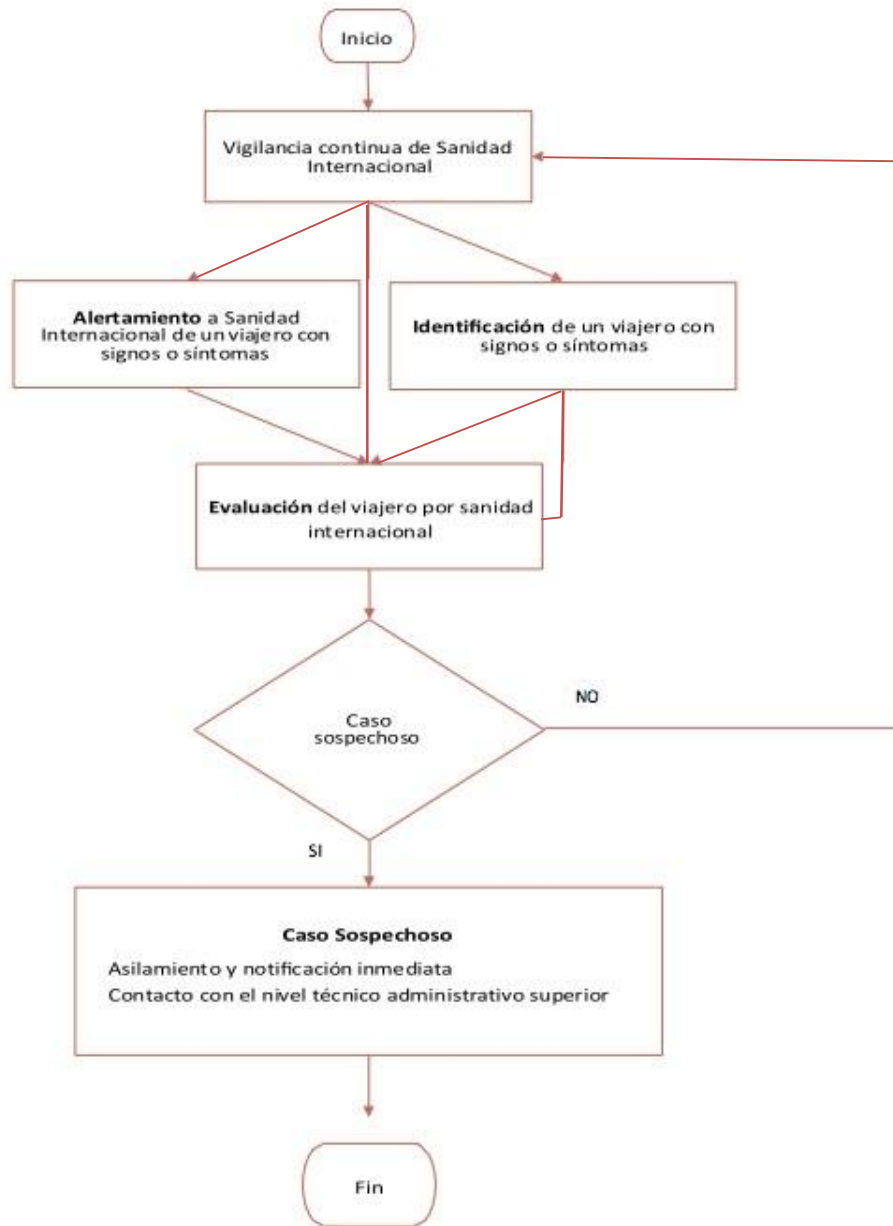 Inicio
Vigilancia continua de Sanidad
Internacional
Alertamiento a Sanidad
Internacional de un viajero con
signos o síntomas
Identificación de un viajero con
signos o síntomas
Evaluación del viajero por sanidad
internacional
Caso
sospechoso
NO
SI
Caso Sospechoso
Asilamiento y notificación inmediata
Contacto con el nivel técnico administrativo superior
Fin